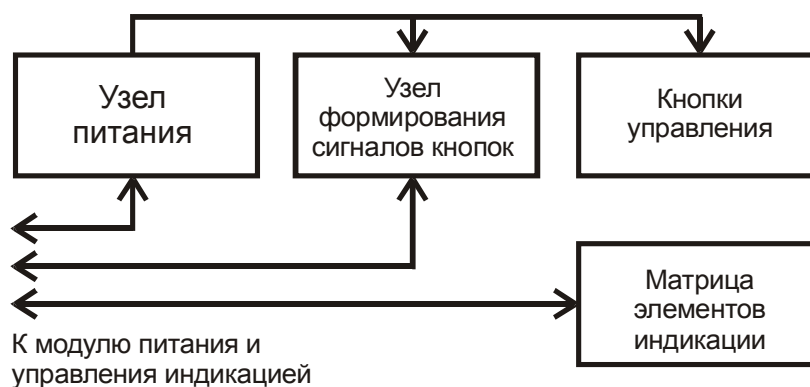 Узел
питания
Узел
формирования
сигналов кнопок
Кнопки
управления
Матрица
элементов
индикации
К модулю питания и
управления индикацией